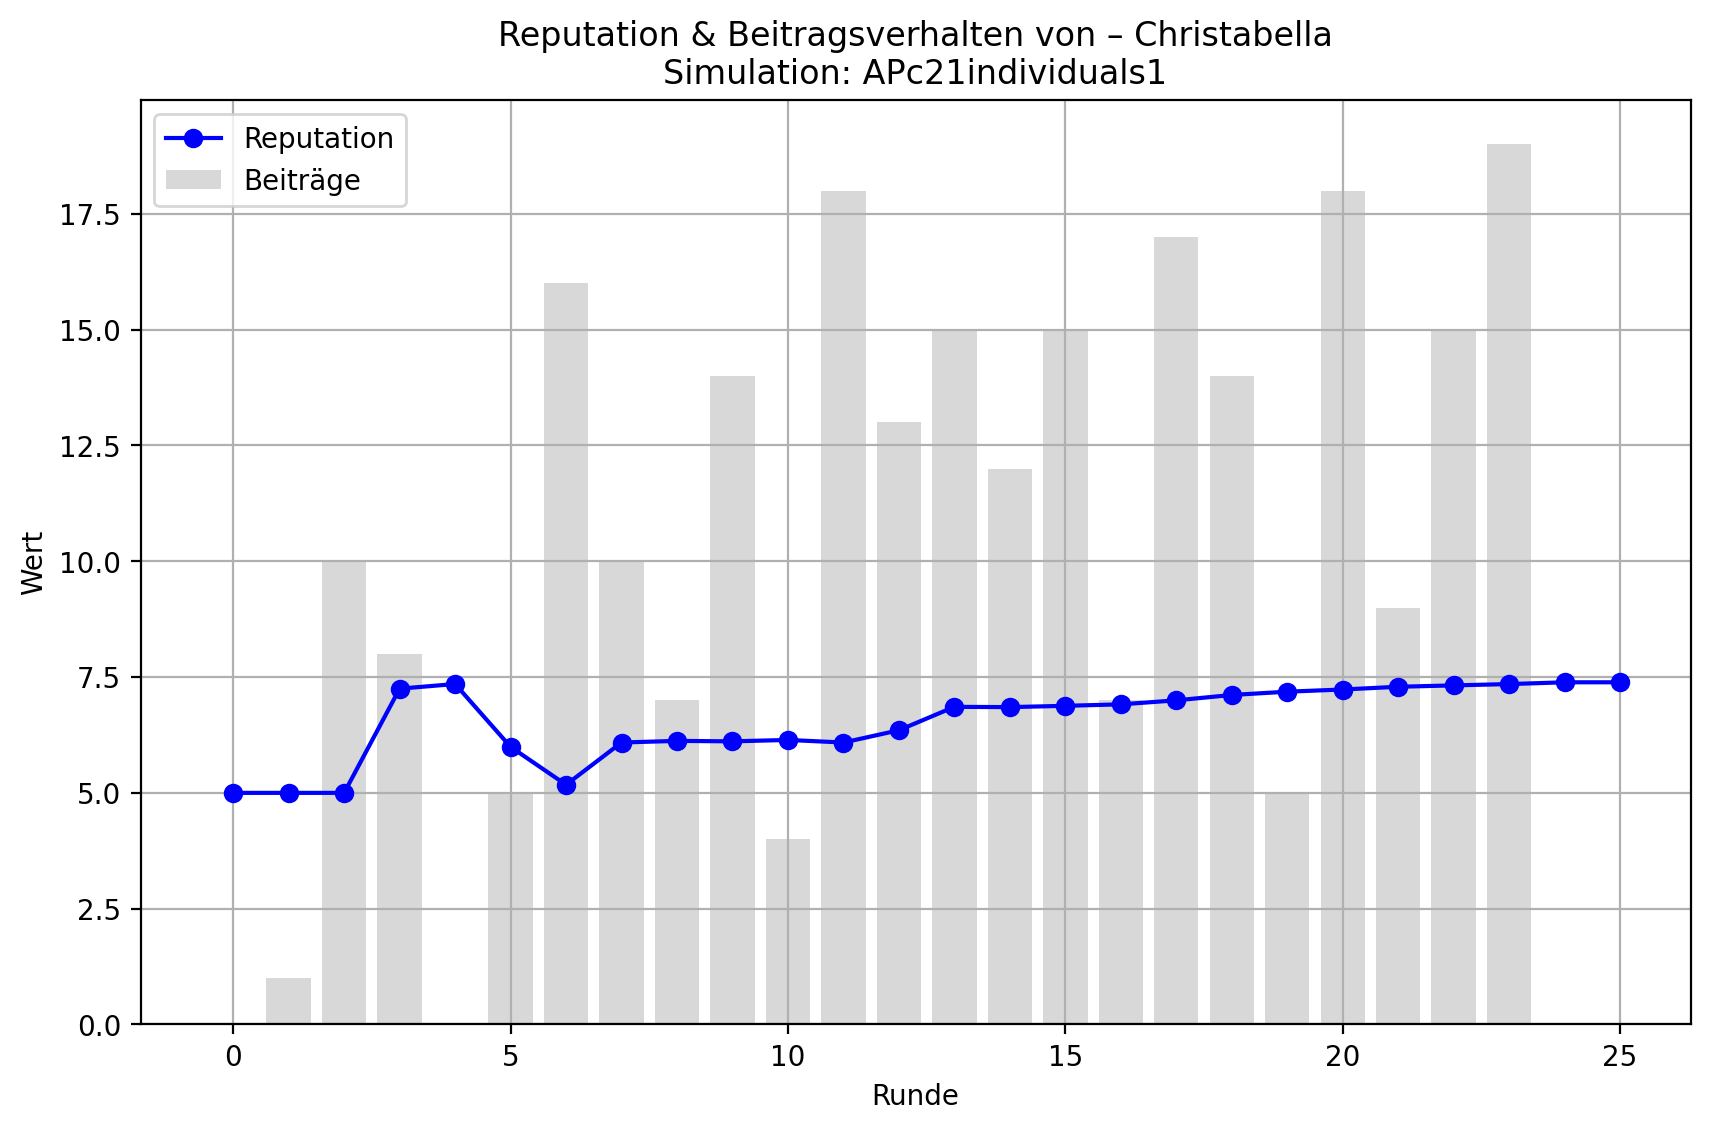 Reputation & Beitragsverhalten von – Christabella
Simulation: APc21individuals1
Reputation
Beiträge
17.5
15.0
12.5
10.0
7.5
5.0
2.5
0.0
Wert
0 5 10 15 20 25
Runde